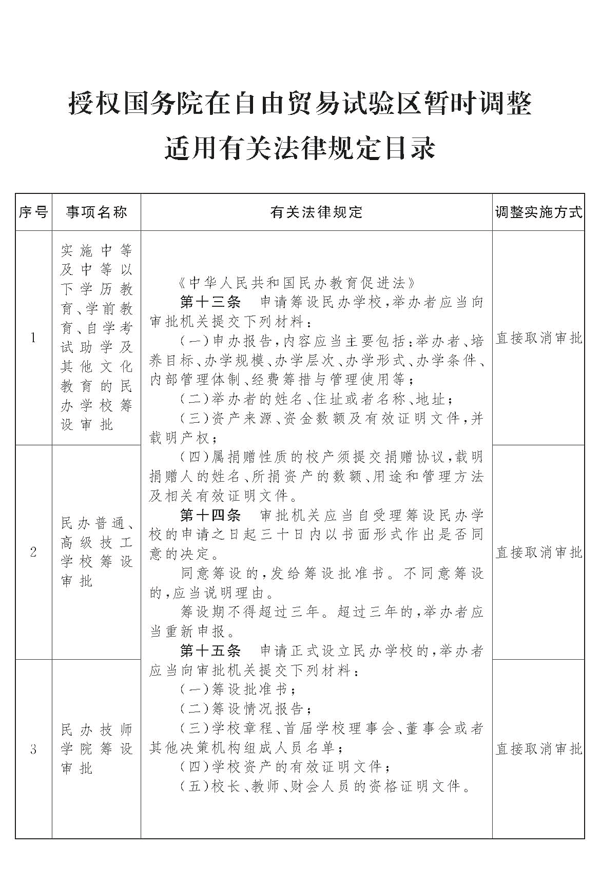 授权国务院在自由贸易试验区暂时调整
适用有关法律规定目录
序号 事项名称 有关法律规定 调整实施方式
1
实施中等
及中等以
下学历教
育、学前教
育、自学考
试助学及
其他文化
教育的民
办学校筹
设审批
《中华人民共和国民办教育促进法》
第十三条 申请筹设民办学校,举办者应当向
审批机关提交下列材料:
(一)申办报告,内容应当主要包括:举办者、培
养目标、办学规模、办学层次、办学形式、办学条件、
内部管理体制、经费筹措与管理使用等;
(二)举办者的姓名、住址或者名称、地址;
(三)资产来源、资金数额及有效证明文件,并
载明产权;
(四)属捐赠性质的校产须提交捐赠协议,载明
捐赠人的姓名、所捐资产的数额、用途和管理方法
及相关有效证明文件。
第十四条 审批机关应当自受理筹设民办学
校的申请之日起三十日内以书面形式作出是否同
意的决定。
同意筹设的,发给筹设批准书。不同意筹设
的,应当说明理由。
筹设期不得超过三年。超过三年的,举办者应
当重新申报。
第十五条 申请正式设立民办学校的,举办者
应当向审批机关提交下列材料:
(一)筹设批准书;
(二)筹设情况报告;
(三)学校章程、首届学校理事会、董事会或者
其他决策机构组成人员名单;
(四)学校资产的有效证明文件;
(五)校长、教师、财会人员的资格证明文件。
直接取消审批
2
民办普通、
高级技工
学校筹设
审批
直接取消审批
3
民办技师
学院筹设
审批
直接取消审批